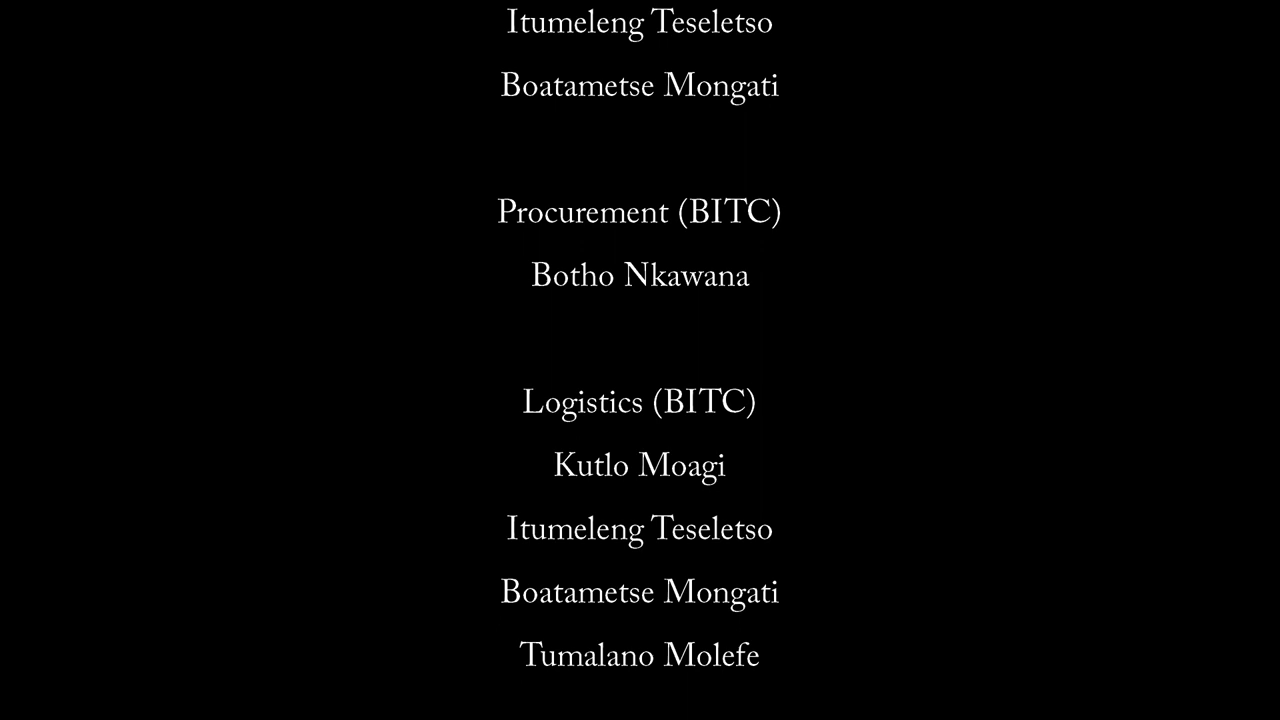 Itumeleng Teseletso
Boatametse Mongati
Procurement (BITC)
Botho Nkawana
Logistics (BITC)
Kutlo Moagi
Itumeleng Teseletso
Boatametse Mongati
Tumalano Molefe